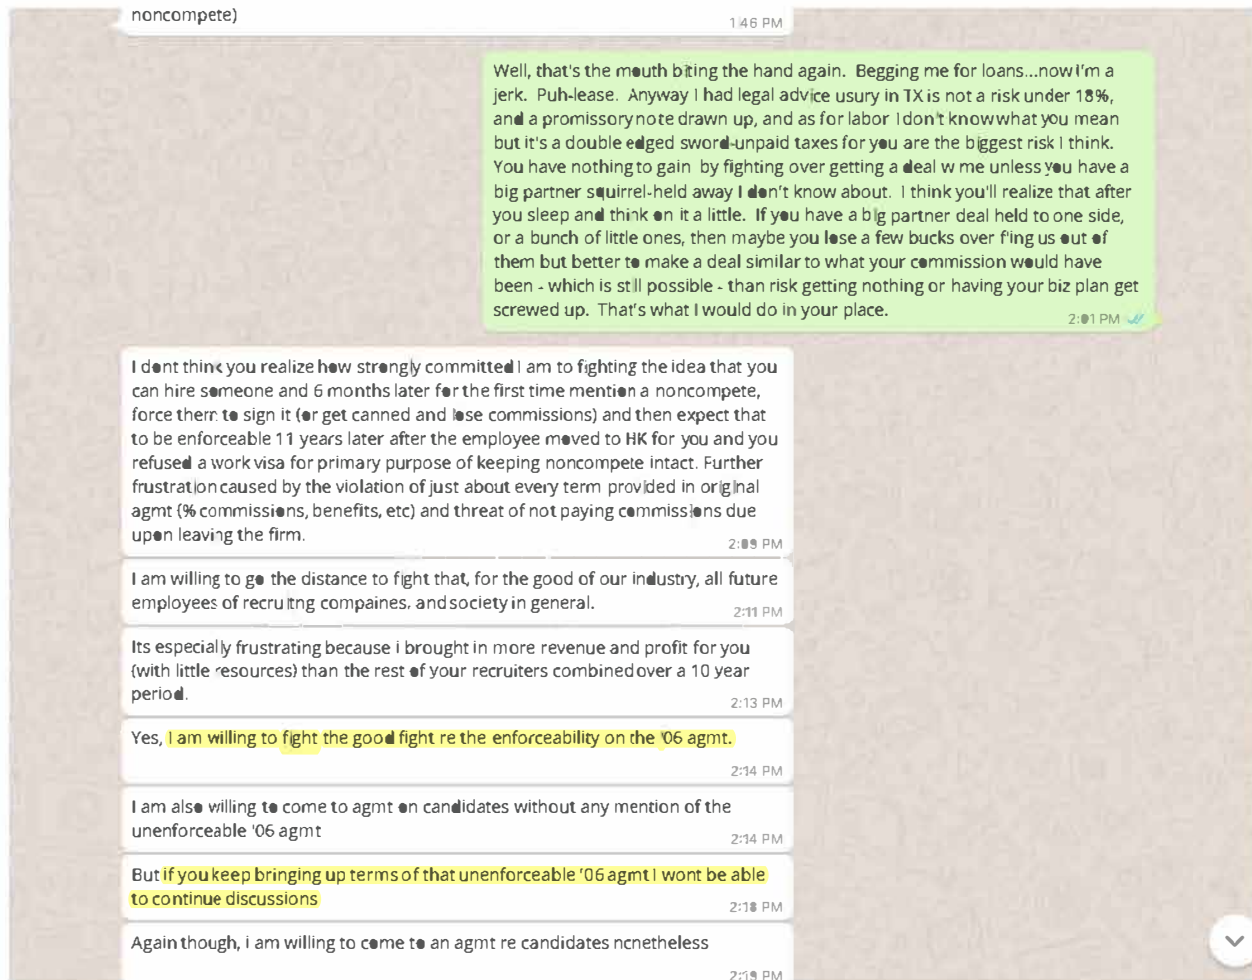 noncompete)
1:46 PM
Well, that's the mouth biting the hand again.  Begging me for loans...now I'm a
jerk.  Puh-lease.  Anyway I had legal advice usury in TX is not a risk under 18%,
and a promissory note drawn up, and as for labor I don't know what you mean
but it's a double edged sword-unpaid taxes for you are the biggest risk I think.
You have nothing to gain  by fighting over getting a deal w me unless you have a
big partner squirrel-held away I don't know about.  I think you'll realize that after
you sleep and think on it a little.  If you have a big partner deal held to one side,
or a bunch of little ones, then maybe you lose a few bucks over f'ing us out of
them but better to make a deal similar to what your commission would have
been - which is still possible - than risk getting nothing or having your biz plan get
screwed up.  That's what I would do in your place.
2:01 PM
I dont think you realize how strongly committed I am to fighting the idea that you
can hire someone and 6 months later for the first time mention a noncompete,
force them to sign it (or get canned and lose commissions) and then expect that
to be enforceable 11 years later after the employee moved to HK for you and you
refused a work visa for primary purpose of keeping noncompete intact. Further
frustration caused by the violation of just about every term provided in original
agmt (% commissions, benefits, etc) and threat of not paying commissions due
upon leaving the firm.
2:09 PM
I am willing to go the distance to fight that, for the good of our industry, all future
employees of recruitng compaines, and society in general.
2:11 PM
Its especially frustrating because i brought in more revenue and profit for you
(with little resources) than the rest of your recruiters combined over a 10 year
period.
2:13 PM
Yes, I am willing to fight the good fight re the enforceability on the '06 agmt.
2:14 PM
I am also willing to come to agmt on candidates without any mention of the
unenforceable '06 agmt
2:14 PM
But if you keep bringing up terms of that unenforceable '06 agmt I wont be able
to continue discussions
2:18 PM
Again though, i am willing to come to an agmt re candidates nonetheless
2:19 PM